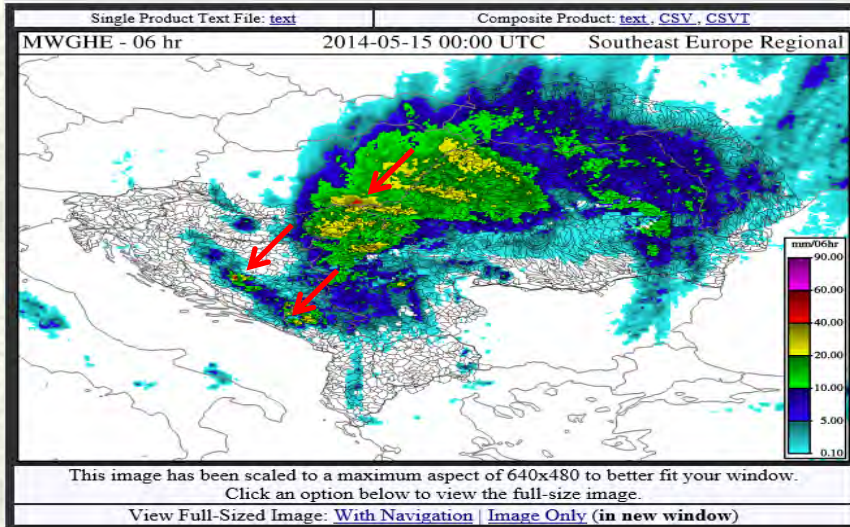 Single Product Text File: text
Composite Product: text , CSV , CSVT
MWGHE - 06 hr 2014-05-15 00:00 UTC Southeast Europe Regional
mm/06hr
90.00
60.00
40.00
20.00
10.00
5.00
0.10
This image has been scaled to a maximum aspect of 640x480 to better fit your window.
Click an option below to view the full-size image.
View Full-Sized Image: With Navigation | Image Only (in new window)